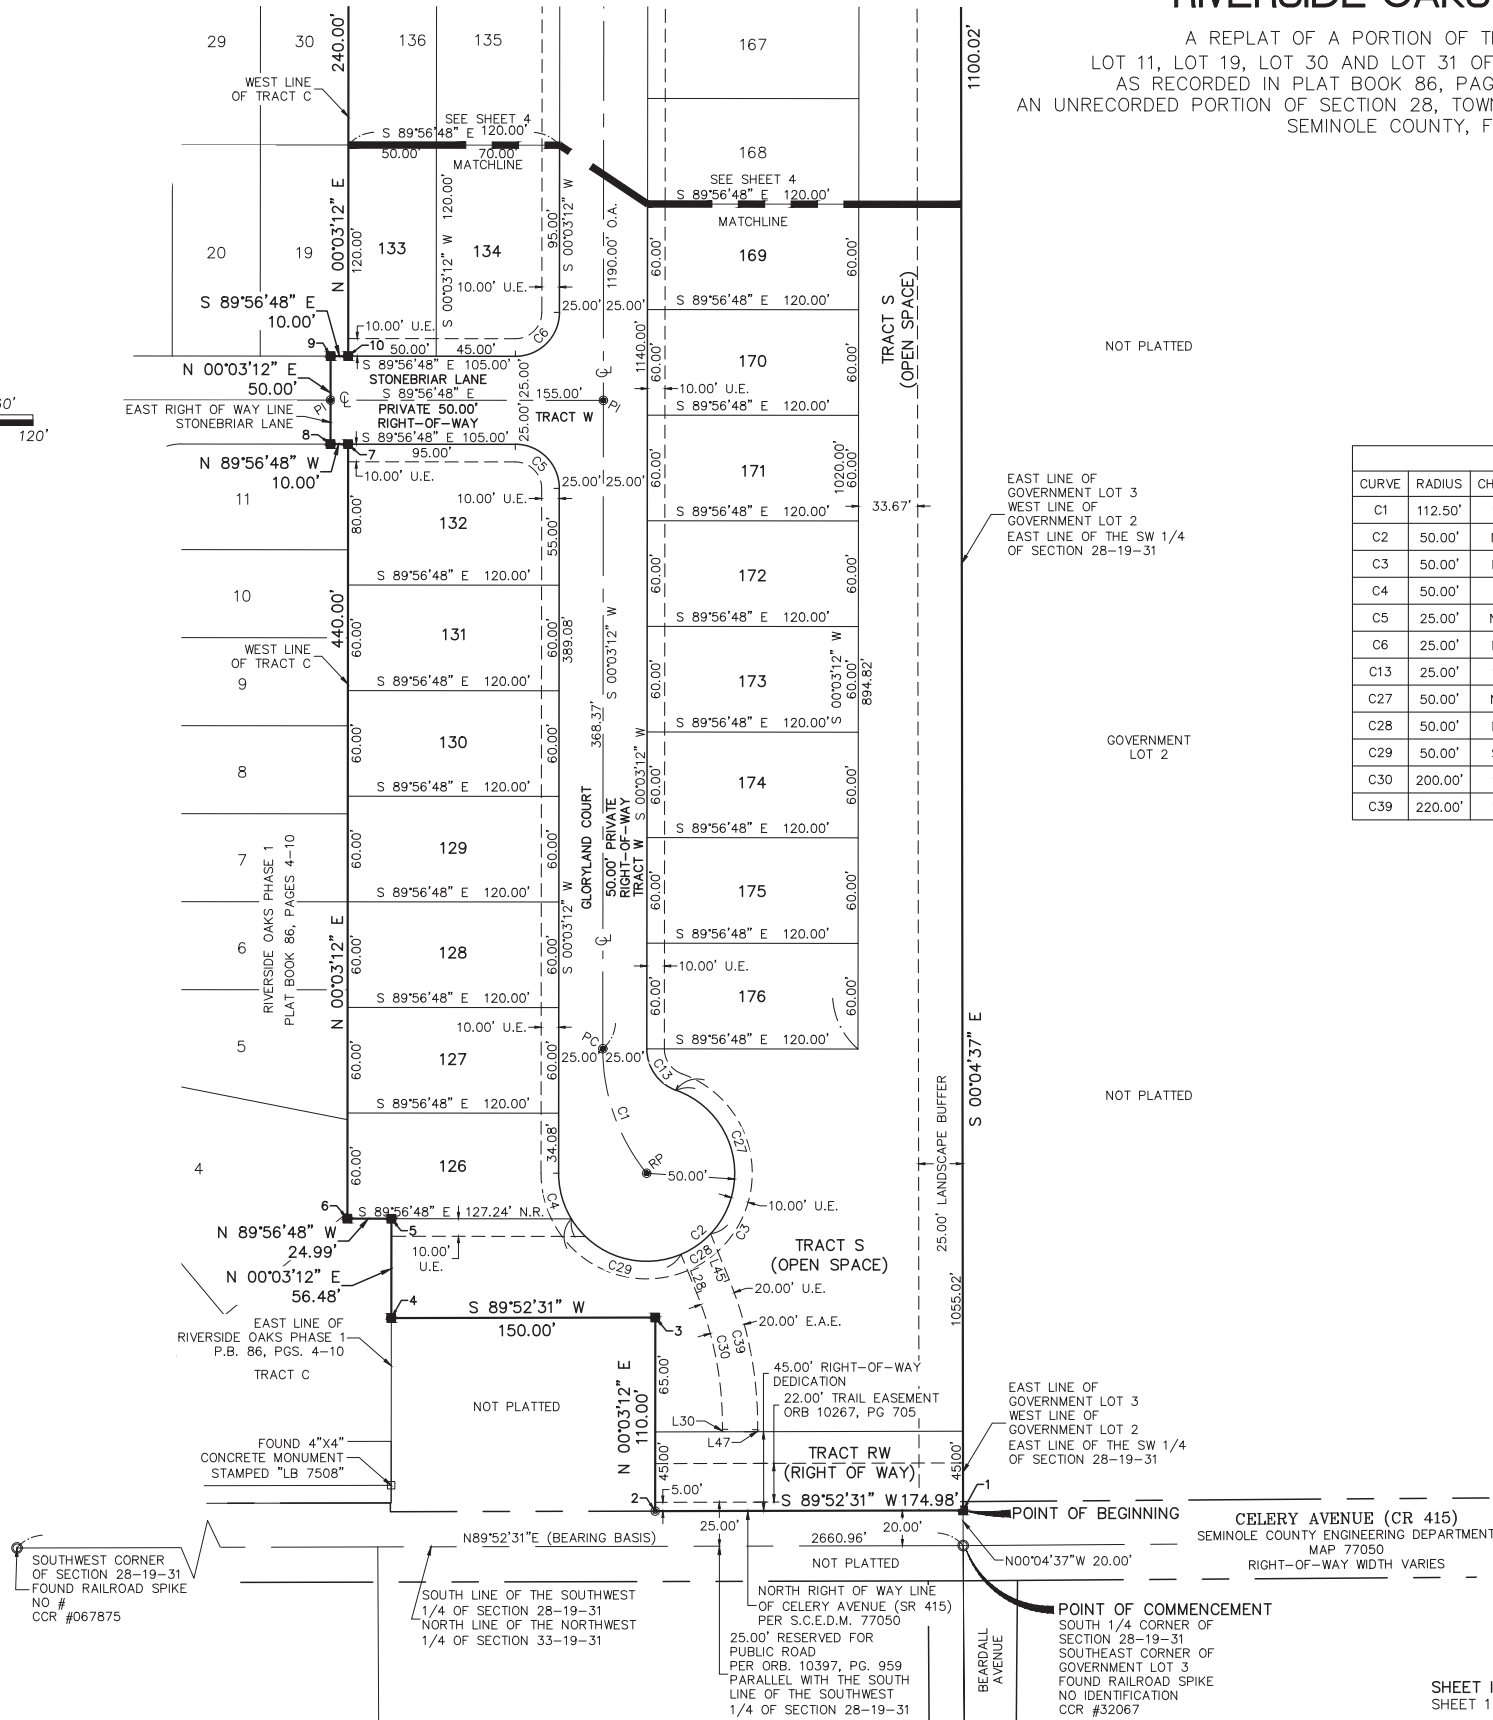 A REPLAT OF A PORTION OF
LOT 11, LOT 19, LOT 30 AND LOT 31 OF
AS RECORDED IN PLAT BOOK 86,
AN UNRECORDED PORTION OF SECTION 28,
SEMINOLE COUNTY,
29
30
240.00'
136
135
167
1100.02'
WEST LINE
OF TRACT C
SEE SHEET 4
S 89°56'48" E 120.00'
50.00'
70.00'
MATCHLINE
168
SEE SHEET 4
S 89°56'48" E 120.00'
MATCHLINE
20
19
N 00°03'12" E
120.00'
133
S 00°03'12" W 120.00'
134
95.00'
S 00°03'12" W
1190.00' O.A.
60.00'
169
60.00'
TRACT S
(OPEN SPACE)
10.00' U.E.
S 89°56'48" E 120.00'
25.00' 25.00'
S 89°56'48" E
10.00'
10.00' U.E.
C6
9
10
50.00'
45.00'
S 89°56'48" E 105.00'
STONEBRIAR LANE
S 89°56'48" E
155.00'
PRIVATE 50.00'
RIGHT-OF-WAY
TRACT W
S 89°56'48" E 105.00'
95.00'
25.00'
25.00'
1140.00'
60.00'
170
60.00'
10.00' U.E.
S 89°56'48" E 120.00'
NOT PLATTED
N 00°03'12" E
50.00'
PI
PI
EAST RIGHT OF WAY LINE
STONEBRIAR LANE
120'
8
7
N 89°56'48" W
10.00'
10.00' U.E.
C5
25.00' 25.00'
10.00' U.E.
11
80.00'
132
55.00'
60.00'
171
1020.00'
60.00'
33.67'
S 89°56'48" E 120.00'
S 89°56'48" E 120.00'
EAST LINE OF
GOVERNMENT LOT 3
WEST LINE OF
GOVERNMENT LOT 2
EAST LINE OF THE SW 1/4
OF SECTION 28-19-31
CURVE RADIUS
C1 112.50'
C2 50.00'
C3 50.00'
C4 50.00'
C5 25.00'
C6 25.00'
C13 25.00'
C27 50.00'
C28 50.00'
C29 50.00'
C30 200.00'
C39 220.00'
10
440.00'
60.00'
131
60.00'
389.08'
S 00°03'12" W
60.00'
172
60.00'
S 89°56'48" E 120.00'
WEST LINE
OF TRACT C
9
S 89°56'48" E 120.00'
60.00'
173
S 00°03'12" W
60.00'
894.82'
S 89°56'48" E 120.00'
60.00'
130
60.00'
368.37'
8
S 89°56'48" E 120.00'
60.00'
S 00°03'12" W
174
60.00'
S 89°56'48" E 120.00'
GOVERNMENT
LOT 2
7
RIVERSIDE OAKS PHASE 1
PLAT BOOK 86, PAGES 4-10
60.00'
129
60.00'
GLORYLAND COURT
50.00' PRIVATE
RIGHT-OF-WAY
TRACT W
S 89°56'48" E 120.00'
60.00'
175
60.00'
S 89°56'48" E 120.00'
6
N 00°03'12" E
60.00'
128
60.00'
S 00°03'12" W
10.00' U.E.
S 89°56'48" E 120.00'
60.00'
176
60.00'
S 89°56'48" E 120.00'
10.00' U.E.
PC
25.00' 25.00'
5
60.00'
127
60.00'
C13
S 89°56'48" E 120.00'
C1
C27
25.00' LANDSCAPE BUFFER
S 00°04'37" E
NOT PLATTED
4
60.00'
126
34.08'
RP
50.00'
10.00' U.E.
6
S 89°56'48" E 127.24' N.R.
C4
5
C2
C3
N 89°56'48" W
24.99'
10.00'
U.E.
C29
C28
L28
L45
TRACT S
(OPEN SPACE)
N 00°03'12" E
56.48'
20.00' U.E.
4
S 89°52'31" W
150.00'
3
20.00' E.A.E.
C30
C39
1055.02'
EAST LINE OF
RIVERSIDE OAKS PHASE 1
P.B. 86, PGS. 4-10
TRACT C
NOT PLATTED
N 00°03'12" E
110.00'
65.00'
45.00' RIGHT-OF-WAY
DEDICATION
22.00' TRAIL EASEMENT
ORB 10267, PG 705
L30
L47
EAST LINE OF
GOVERNMENT LOT 3
WEST LINE OF
GOVERNMENT LOT 2
EAST LINE OF THE SW 1/4
OF SECTION 28-19-31
FOUND 4"X4"
CONCRETE MONUMENT
STAMPED "LB 7508"
45.00'
TRACT RW
(RIGHT OF WAY)
45.00'
5.00'
2
S 89°52'31" W 174.98'
1
POINT OF BEGINNING
25.00'
20.00'
N89°52'31"E (BEARING BASIS)
2660.96'
NOT PLATTED
N00°04'37"W 20.00'
CELERY AVENUE (CR 415)
SEMINOLE COUNTY ENGINEERING DEPARTMENT
MAP 77050
RIGHT-OF-WAY WIDTH VARIES
SOUTHWEST CORNER
OF SECTION 28-19-31
FOUND RAILROAD SPIKE
NO #
CCR #067875
SOUTH LINE OF THE SOUTHWEST
1/4 OF SECTION 28-19-31
NORTH LINE OF THE NORTHWEST
1/4 OF SECTION 33-19-31
NORTH RIGHT OF WAY LINE
OF CELERY AVENUE (SR 415)
PER S.C.E.D.M. 77050
25.00' RESERVED FOR
PUBLIC ROAD
PER ORB. 10397, PG. 959
PARALLEL WITH THE SOUTH
LINE OF THE SOUTHWEST
1/4 OF SECTION 28-19-31
BEARDALL
AVENUE
POINT OF COMMENCEMENT
SOUTH 1/4 CORNER OF
SECTION 28-19-31
SOUTHEAST CORNER OF
GOVERNMENT LOT 3
FOUND RAILROAD SPIKE
NO IDENTIFICATION
CCR #32067
SHEET
SHEET 1